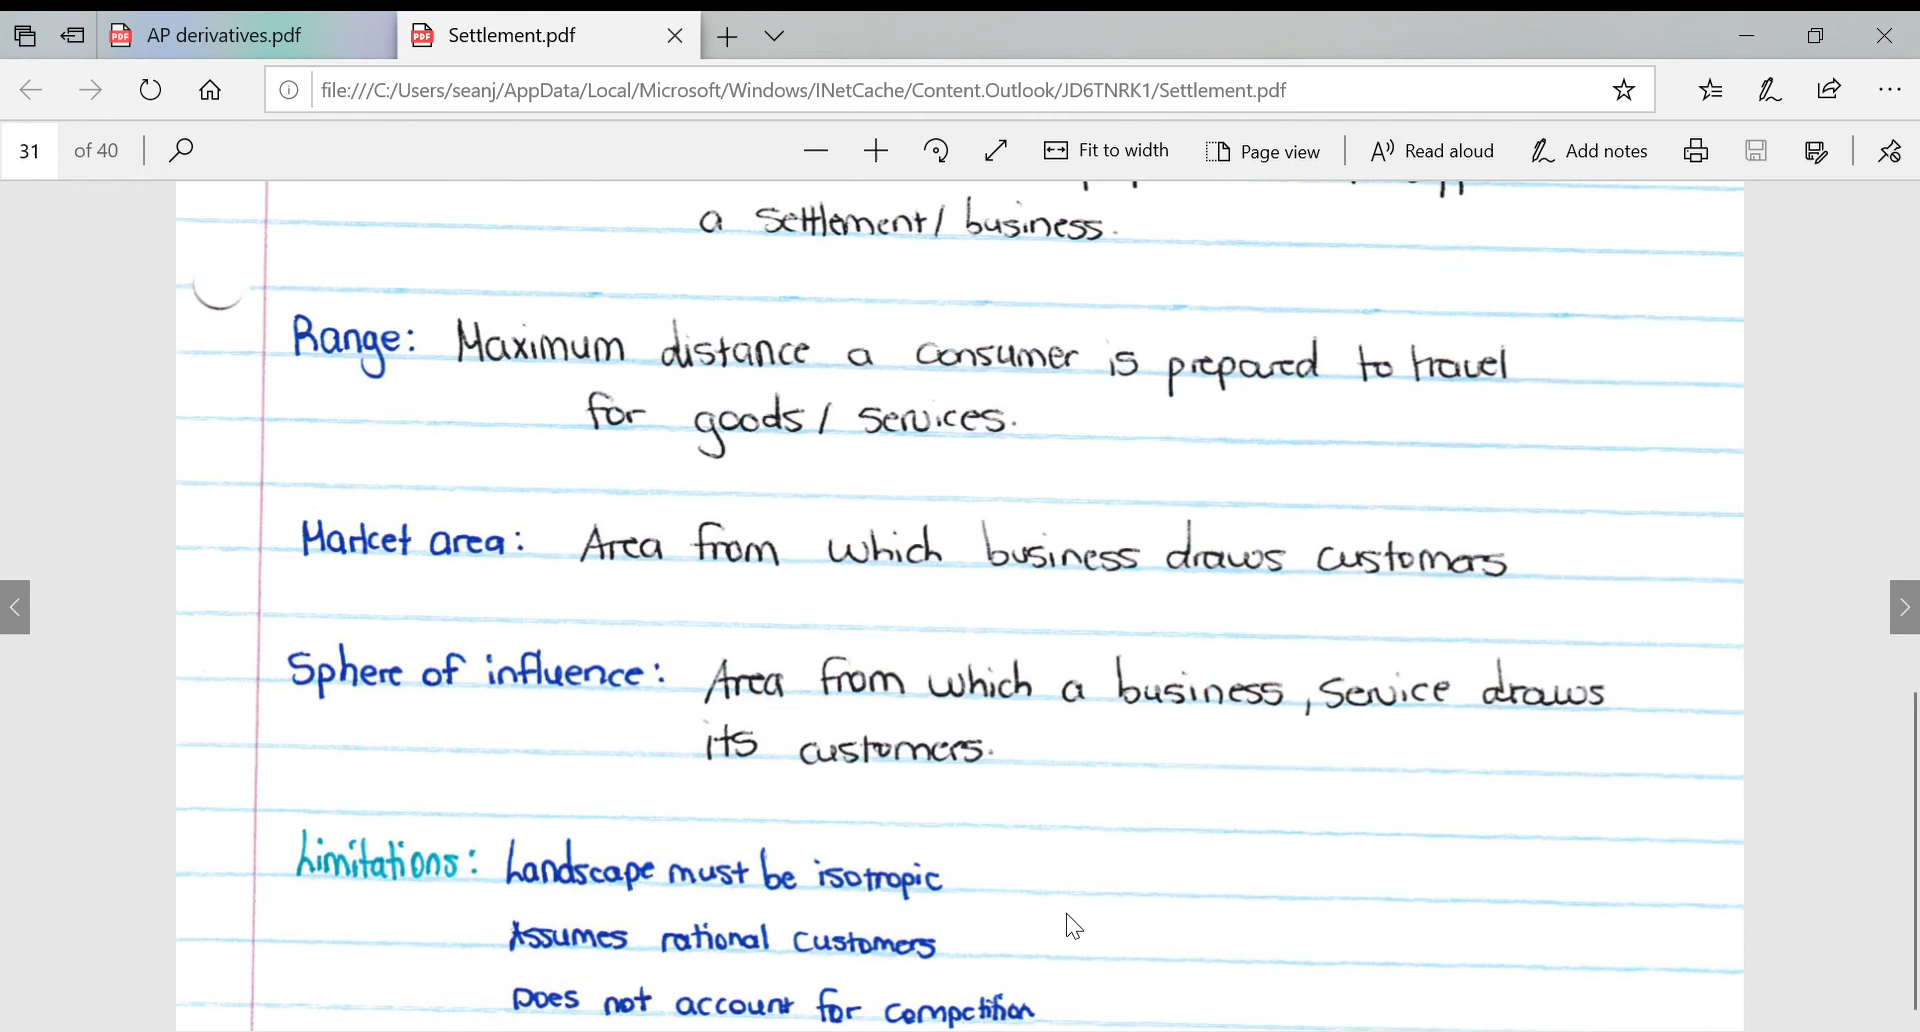 AP derivatives.pdf
Settlement.pdf
file:///C:/Users/seanj/AppData/Local/Microsoft/Windows/INetCache/Content.Outlook/JD6TNRK1/Settlement.pdf
31 of 40
Fit to width
Page view
Read aloud
Add notes
a settlement/ business.
Range: Maximum distance a consumer is prepared to travel
for goods/ services.
Market area: Area from which business draws customers
Sphere of influence: Area from which a business, service draws
its customers.
Limitations: Landscape must be isotropic
Assumes rational customers
Does not account for competition